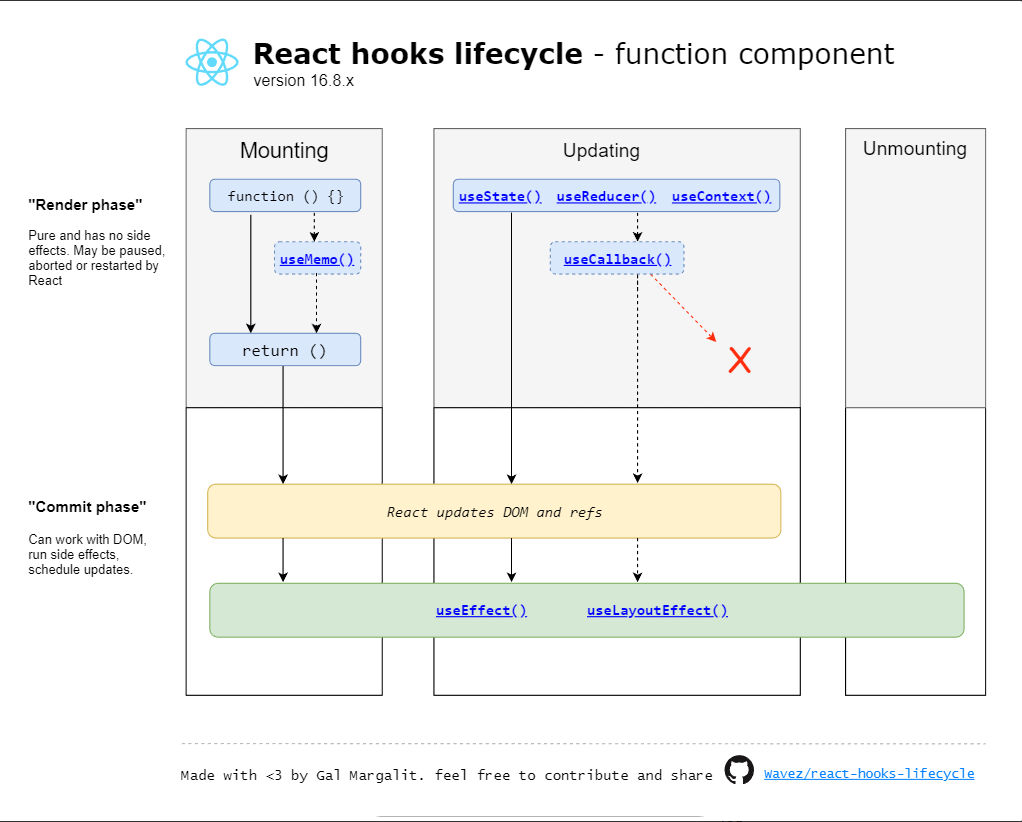 React hooks lifecycle - function component
version 16.8.x
Mounting
Updating
Unmounting
"Render phase"
Pure and has no side
effects. May be paused,
aborted or restarted by
React
function () {}
useState() useReducer() useContext()
useMemo()
useCallback()
return ()
X
"Commit phase"
Can work with DOM,
run side effects,
schedule updates.
React updates DOM and refs
useEffect() useLayoutEffect()
Made with <3 by Gal Margalit. feel free to contribute and share
Wavez/react-hooks-lifecycle